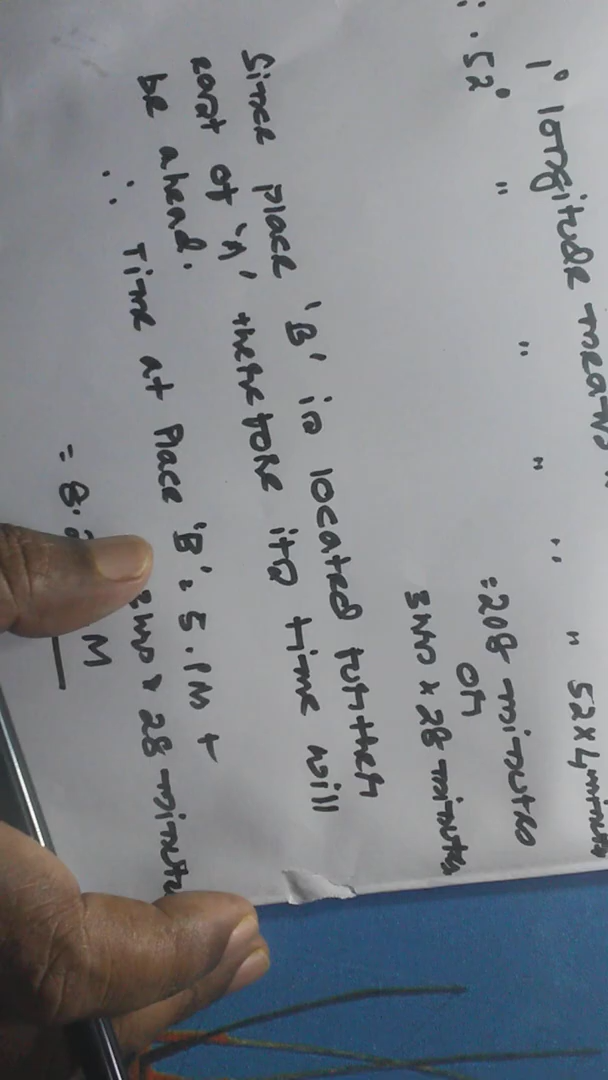 1° longitude means
∴ 52° " " " " " 52×4 minutes
=208 minutes
or
3hrs & 28 minutes
Since place 'B' is located further
east of 'A' therefore its time will
be ahead.
∴ Time at Place 'B' = 5.PM +
3hrs & 28 minute
= 8. M